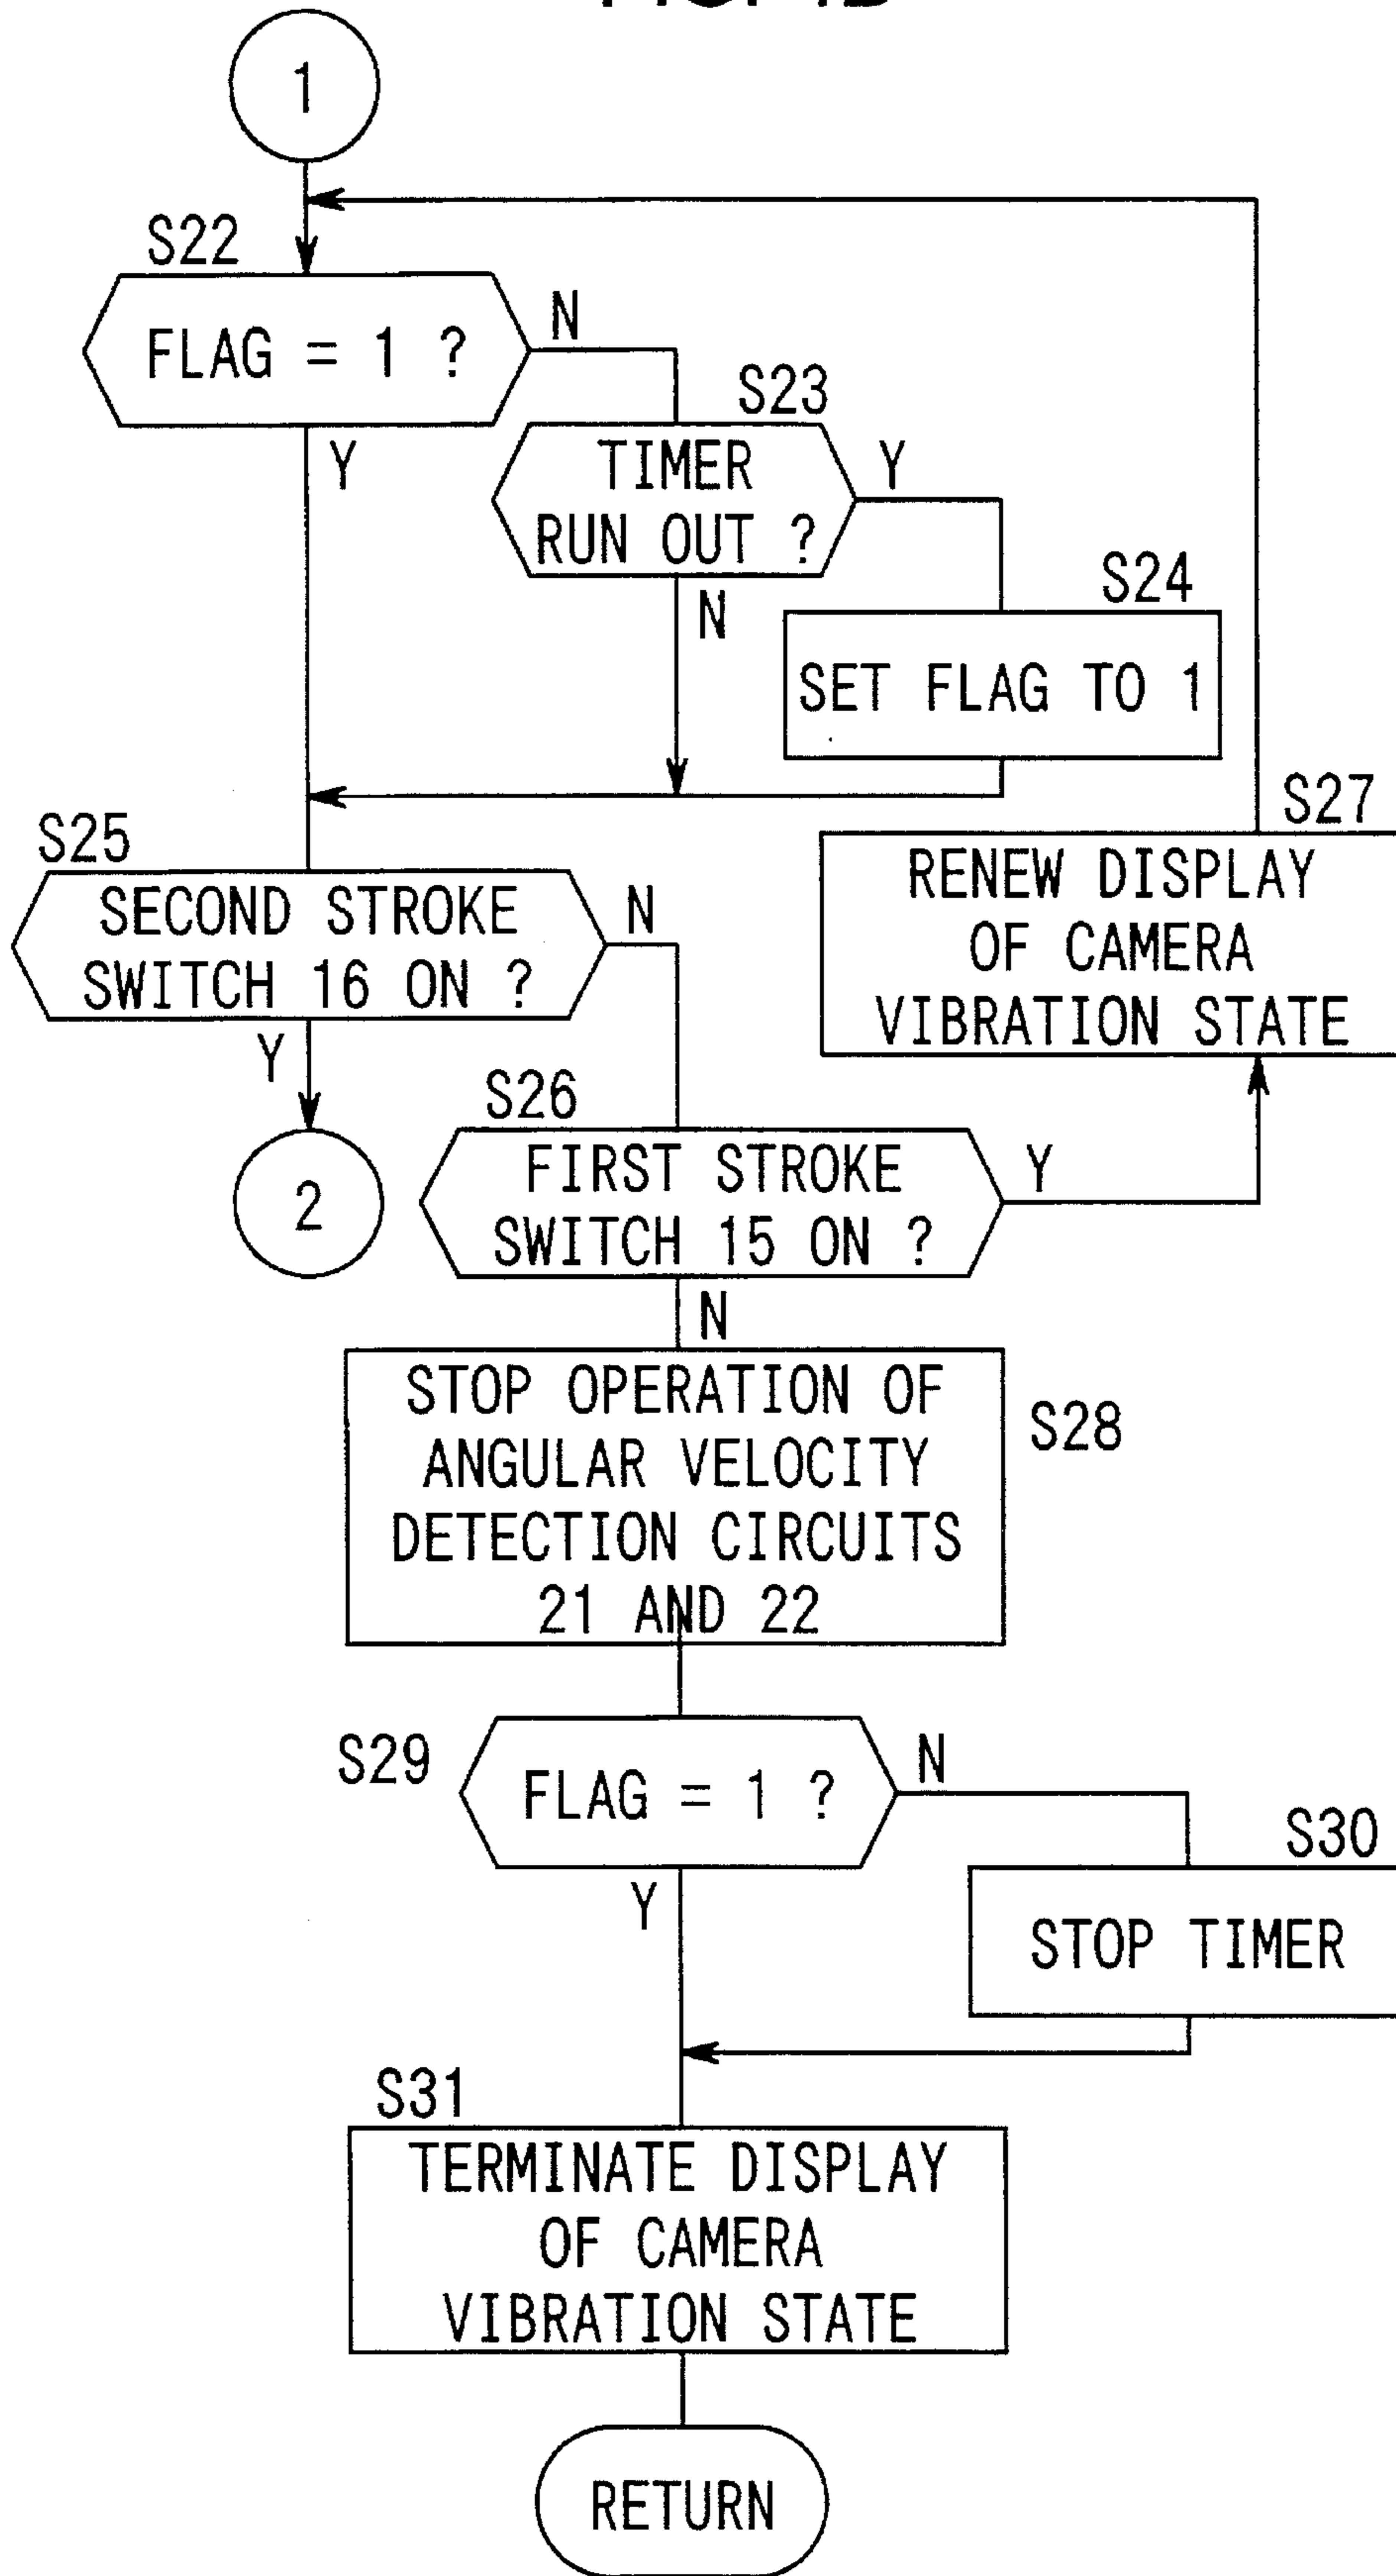 1
S22
FLAG = 1 ?
N
Y
S23
TIMER
RUN OUT ?
Y
N
S24
SET FLAG TO 1
S25
SECOND STROKE
SWITCH 16 ON ?
N
Y
2
S27
RENEW DISPLAY
OF CAMERA
VIBRATION STATE
S26
FIRST STROKE
SWITCH 15 ON ?
Y
N
STOP OPERATION OF
ANGULAR VELOCITY
DETECTION CIRCUITS
21 AND 22
S28
S29
FLAG = 1 ?
N
Y
S30
STOP TIMER
S31
TERMINATE DISPLAY
OF CAMERA
VIBRATION STATE
RETURN